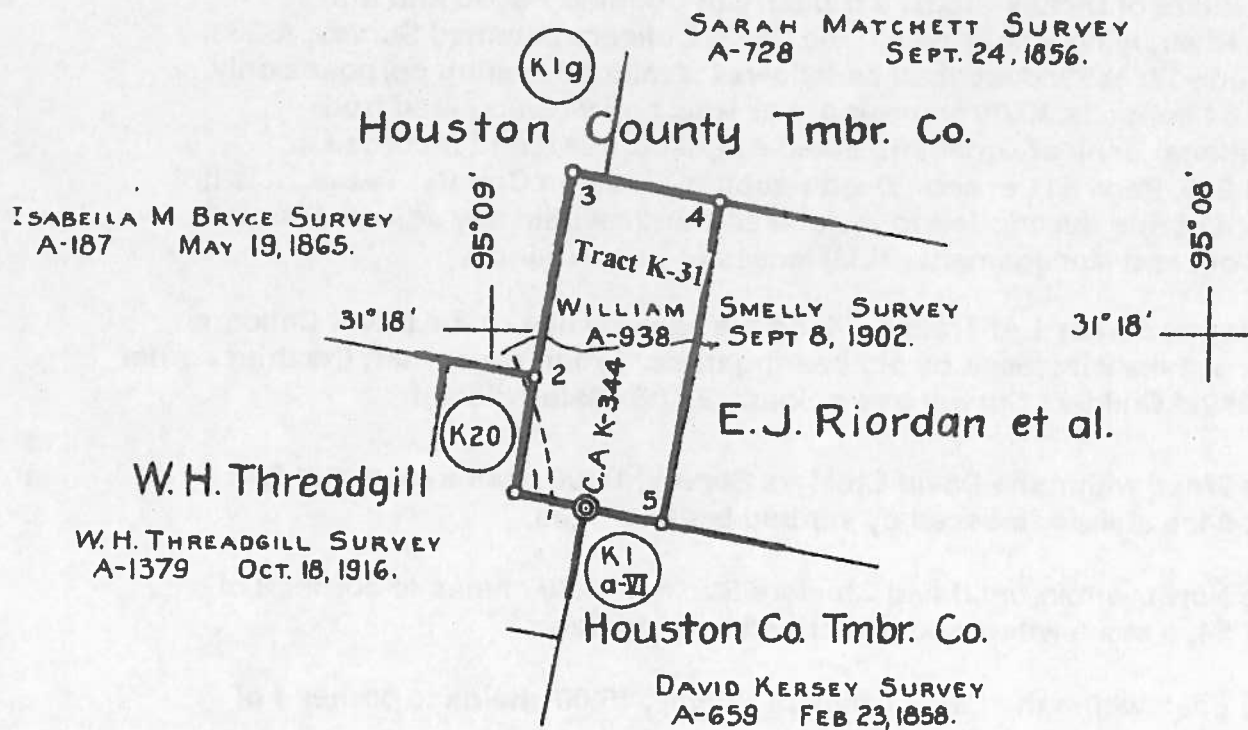 SARAH MATCHETT SURVEY
A-728 SEPT. 24, 1856.
K1g
Houston County Tmbr. Co.
ISABEllA M BRYCE SURVEY
A-187 MAY 19, 1865.
95°09'
3
4
95°08'
Tract K-31
WILLIAM SMELLY SURVEY
A-938 SEPT 8, 1902.
31°18'
31°18'
2
K-344
E.J. Riordan et al.
K20
W.H. Threadgill
1
C.A
5
W.H. THREADGILL SURVEY
A-1379 OCT. 18, 1916.
K1
a-VI
Houston Co. Tmbr. Co.
DAVID KERSEY SURVEY
A-659 FEB 23, 1858.